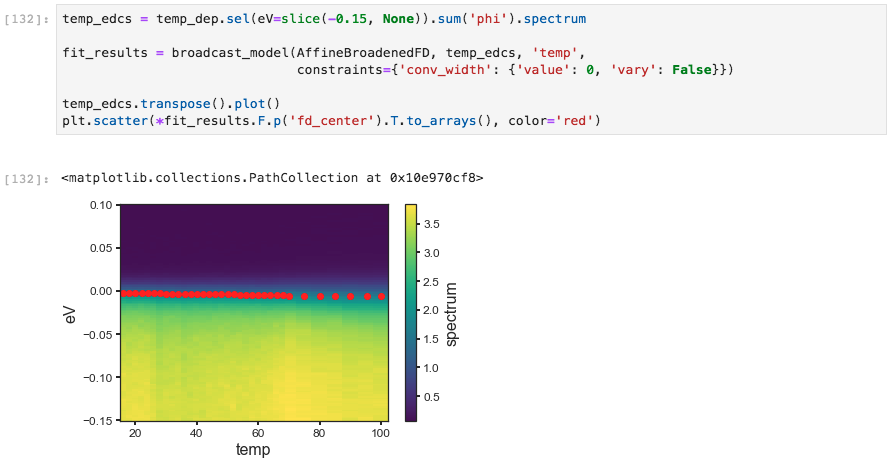 [132]: temp_edcs = temp_dep.sel(eV=slice(-0.15, None)).sum('phi').spectrum
fit_results = broadcast_model(AffineBroadenedFD, temp_edcs, 'temp',
constraints={'conv_width': {'value': 0, 'vary': False}})
temp_edcs.transpose().plot()
plt.scatter(*fit_results.F.p('fd_center').T.to_arrays(), color='red')
[132]: <matplotlib.collections.PathCollection at 0x10e970cf8>
0.10
0.05
0.00
−0.05
−0.10
−0.15
eV
20 40 60 80 100
temp
3.5
3.0
2.5
2.0
1.5
1.0
0.5
spectrum